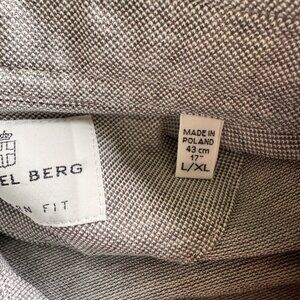 EL BERG
FIT
MADE IN
POLAND
43 cm
17"
L/XL